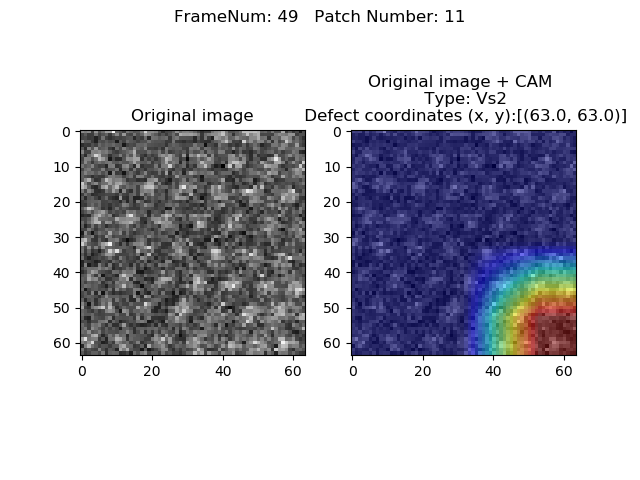 FrameNum: 49   Patch Number: 11
Original image
Original image + CAM
Type: Vs2
Defect coordinates (x, y):[(63.0, 63.0)]
0
10
20
30
40
50
60
0 20 40 60
0
10
20
30
40
50
60
0 20 40 60